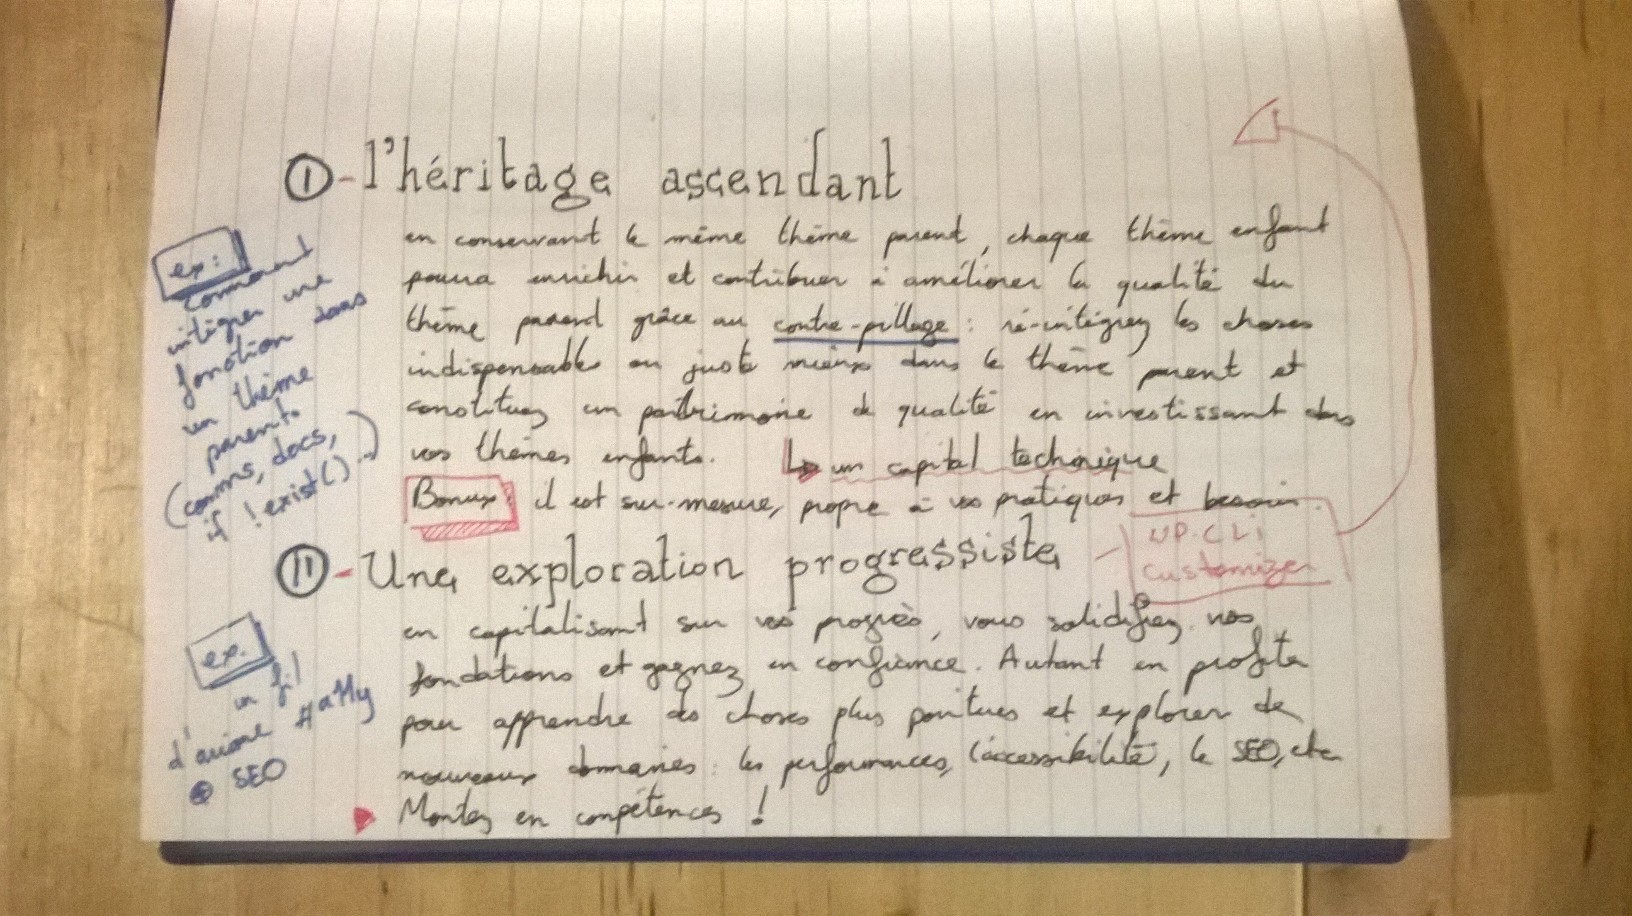 I - l'héritage ascendant
en conservant le même thème parent, chaque thème enfant
pourra enrichir et contribuer à améliorer la qualité du
thème parent grâce au contre-pillage : ré-intégrez les choses
indispensables ou juste mieux dans le thème parent et
constituez un patrimoine de qualité en investissant dans
vos thèmes enfants. ↳ un capital technique
Bonux il est sur-mesure, propre à vos pratiques et besoin.
ex:
comment
intégrer une
fonction dans
un thème
parent.
(comms, docs,
if !exist()...)
II - Une exploration progressiste
WP-CLI
Customizer
en capitalisant sur vos progrès, vous solidifiez vos
fondations et gagnez en confiance. Autant en profiter
pour apprendre des choses plus pointues et explorer de
nouveaux domaines : les performances, l'accessibilité, le SEO, etc.
Montez en compétences !
ex.
un fil
d'ariane #a11y
⊕ SEO